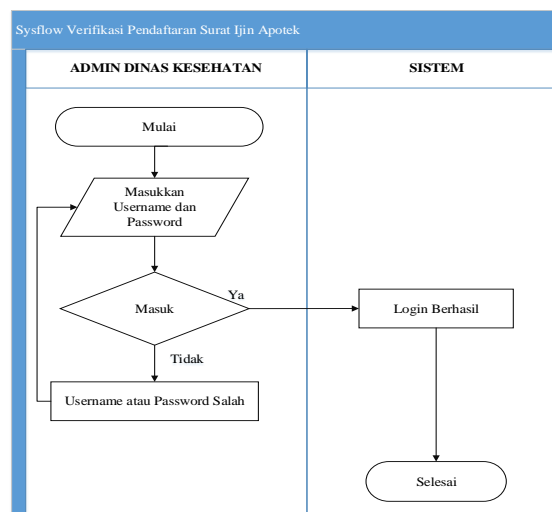 Sysflow Verifikasi Pendaftaran Surat Ijin Apotek
ADMIN DINAS KESEHATAN
SISTEM
Mulai
Masukkan
Username dan
Password
Masuk
Ya
Login Berhasil
Tidak
Username atau Password Salah
Selesai